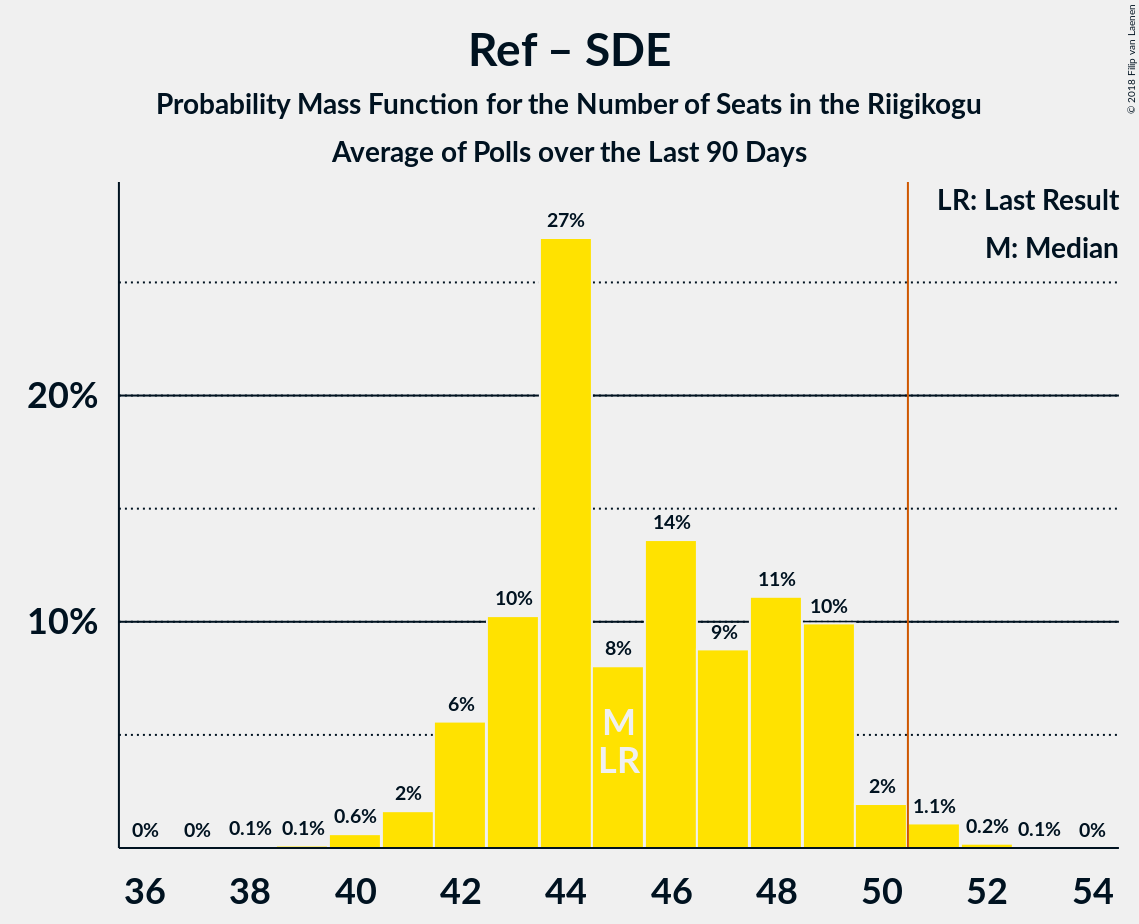 Ref – SDE
Probability Mass Function for the Number of Seats in the Riigikogu
Average of Polls over the Last 90 Days
© 2018 Filip van Laenen
LR: Last Result
M: Median
20%
10%
0%
0%
0.1%
0.1%
0.6%
2%
6%
10%
27%
8%
14%
9%
11%
10%
2%
1.1%
0.2%
0.1%
0%
M
LR
36 38 40 42 44 46 48 50 52 54